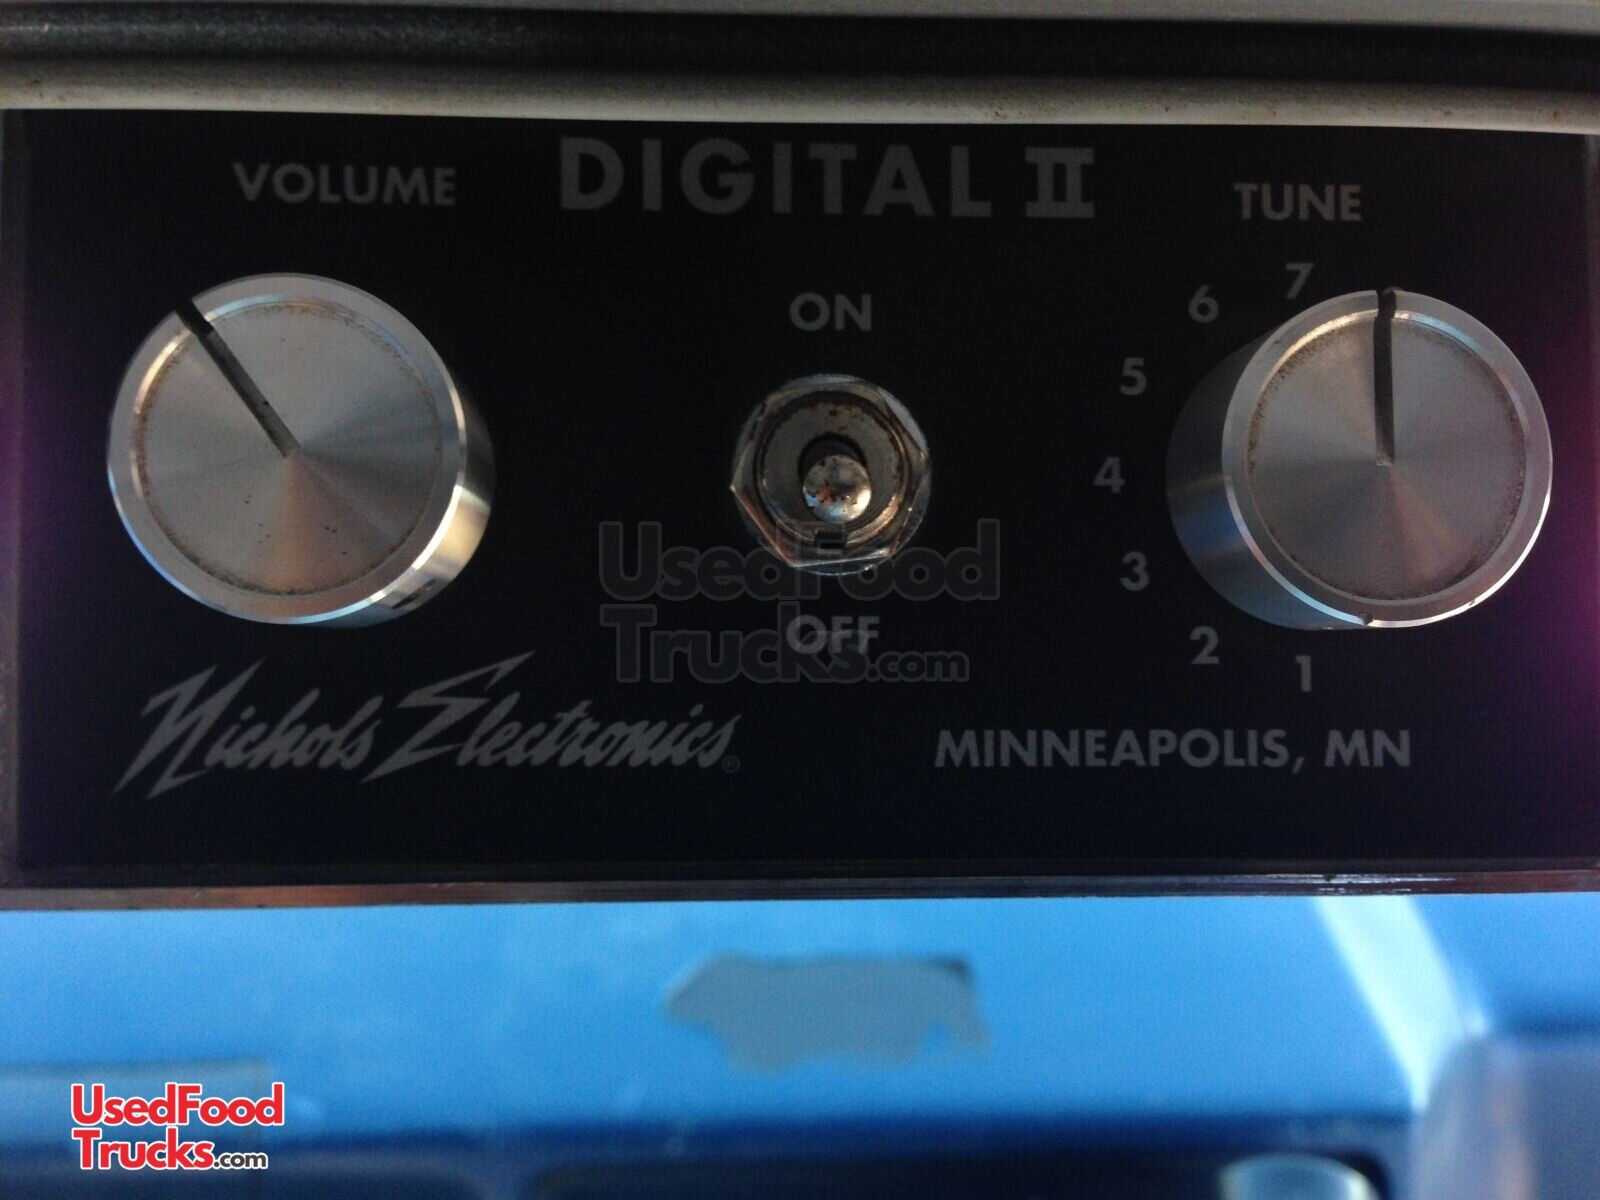 VOLUME
DIGITAL II
TUNE
ON
7
6
5
4
3
2
1
OFF
UsedFood
Trucks.com
Nichols Electronics®
MINNEAPOLIS, MN
UsedFood
Trucks.com